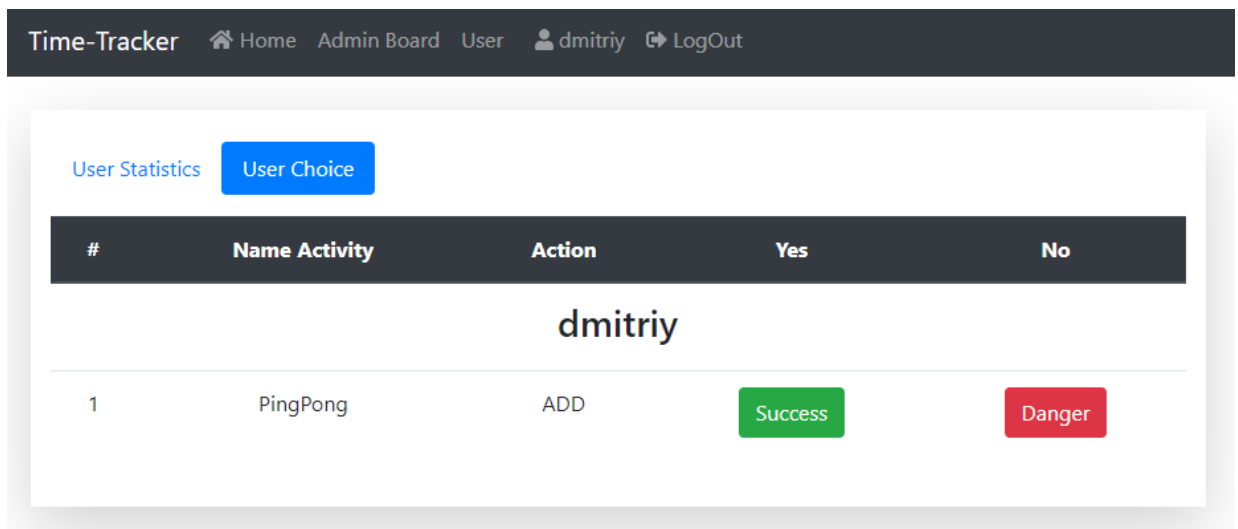 Time-Tracker Home Admin Board User dmitriy LogOut
User Statistics User Choice
# Name Activity Action Yes No
dmitriy
1 PingPong ADD Success Danger